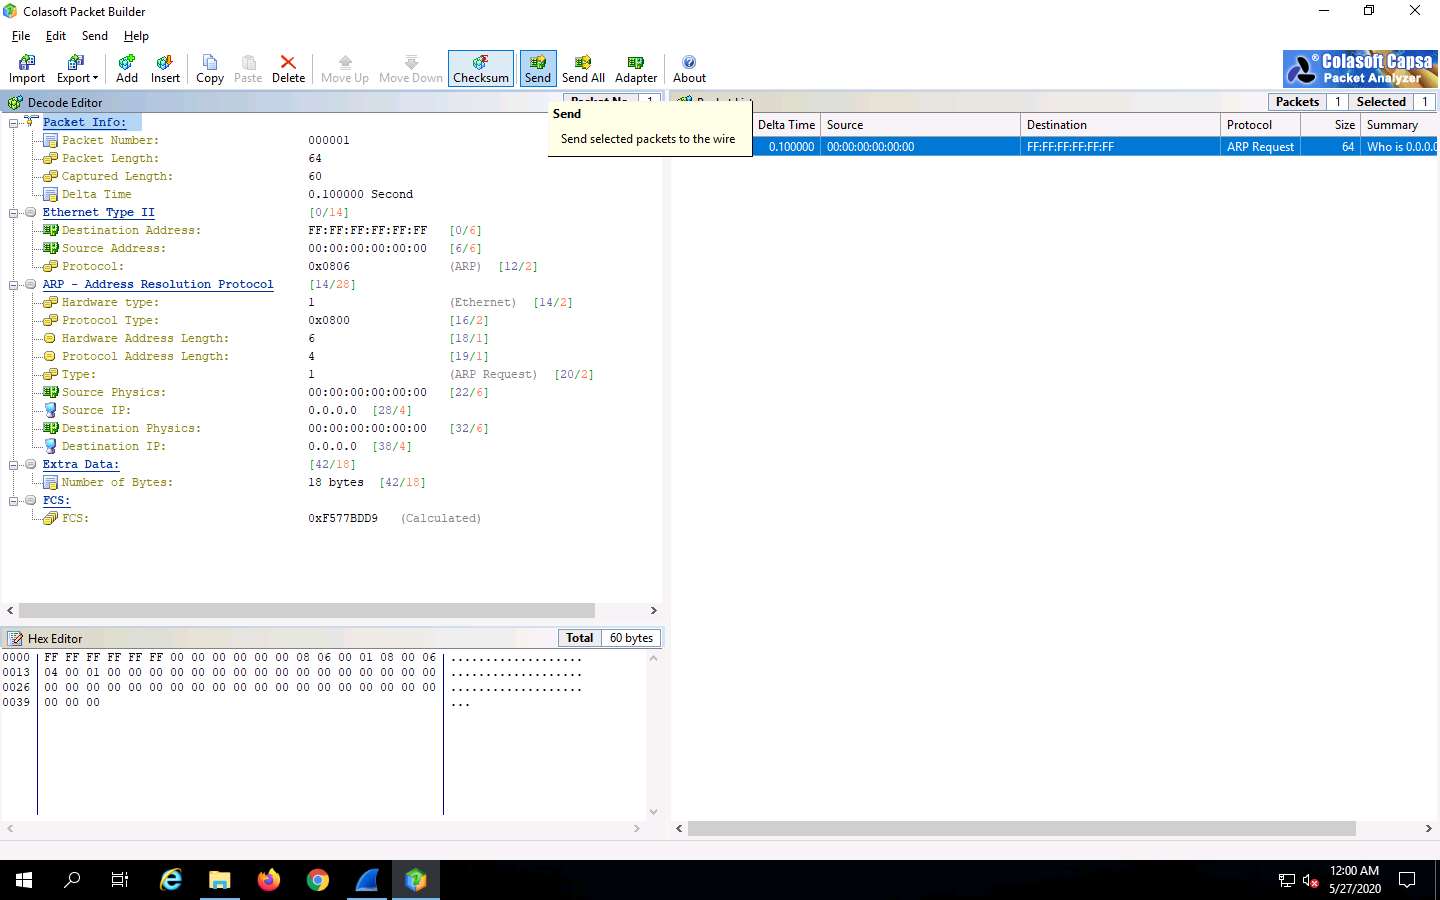 Colasoft Packet Builder
File Edit Send Help
Import Export Add Insert Copy Paste Delete Move Up Move Down Checksum Send Send All Adapter About
Colasoft Capsa
Packet Analyzer
Decode Editor
Packets 1 Selected 1
Send
Send selected packets to the wire
Delta Time Source Destination Protocol Size Summary
0.100000 00:00:00:00:00:00 FF:FF:FF:FF:FF:FF ARP Request 64 Who is 0.0.0.0
Packet Info:
Packet Number: 000001
Packet Length: 64
Captured Length: 60
Delta Time 0.100000 Second
Ethernet Type II [0/14]
Destination Address: FF:FF:FF:FF:FF:FF [0/6]
Source Address: 00:00:00:00:00:00 [6/6]
Protocol: 0x0806 (ARP) [12/2]
ARP - Address Resolution Protocol [14/28]
Hardware type: 1 (Ethernet) [14/2]
Protocol Type: 0x0800 [16/2]
Hardware Address Length: 6 [18/1]
Protocol Address Length: 4 [19/1]
Type: 1 (ARP Request) [20/2]
Source Physics: 00:00:00:00:00:00 [22/6]
Source IP: 0.0.0.0 [28/4]
Destination Physics: 00:00:00:00:00:00 [32/6]
Destination IP: 0.0.0.0 [38/4]
Extra Data: [42/18]
Number of Bytes: 18 bytes [42/18]
FCS:
FCS: 0xF577BDD9 (Calculated)
Hex Editor Total 60 bytes
0000 FF FF FF FF FF FF 00 00 00 00 00 00 08 06 00 01 08 00 06 ...................
0013 04 00 01 00 00 00 00 00 00 00 00 00 00 00 00 00 00 00 00 ...................
0026 00 00 00 00 00 00 00 00 00 00 00 00 00 00 00 00 00 00 00 ...................
0039 00 00 00 ...
12:00 AM
5/27/2020